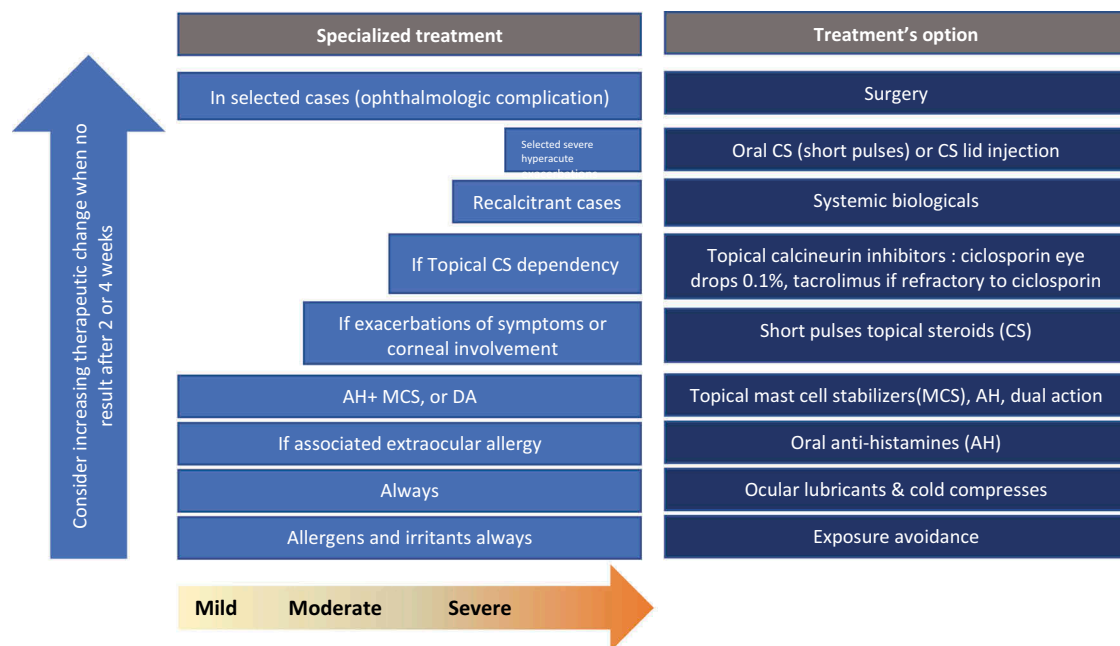 Specialized treatment
Treatment's option
In selected cases (ophthalmologic complication)
Surgery
Selected severe
hyperacute
Oral CS (short pulses) or CS lid injection
Recalcitrant cases
Systemic biologicals
If Topical CS dependency
Topical calcineurin inhibitors : ciclosporin eye
drops 0.1%, tacrolimus if refractory to ciclosporin
If exacerbations of symptoms or
corneal involvement
Short pulses topical steroids (CS)
AH+ MCS, or DA
Topical mast cell stabilizers(MCS), AH, dual action
If associated extraocular allergy
Oral anti-histamines (AH)
Always
Ocular lubricants & cold compresses
Allergens and irritants always
Exposure avoidance
Consider increasing therapeutic change when no
result after 2 or 4 weeks
Mild Moderate Severe